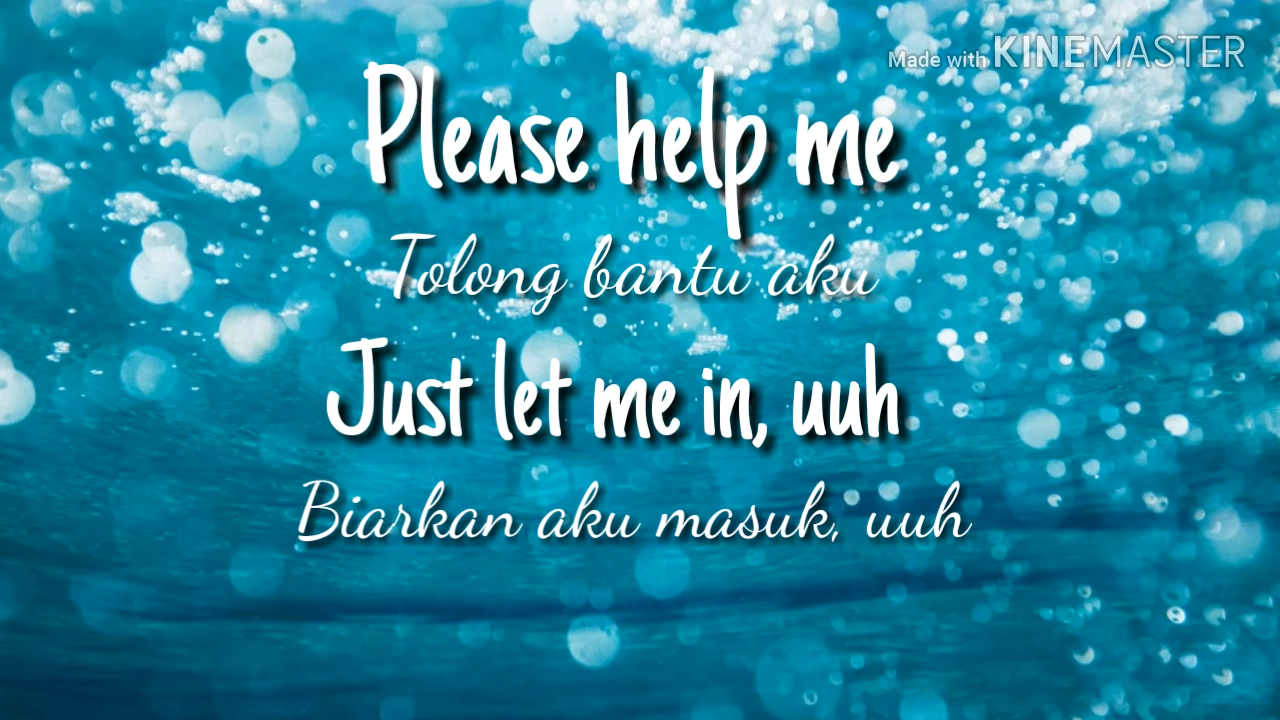 Made with KINEMASTER
Please help me
Tolong bantu aku
Just let me in, uuh
Biarkan aku masuk, uuh